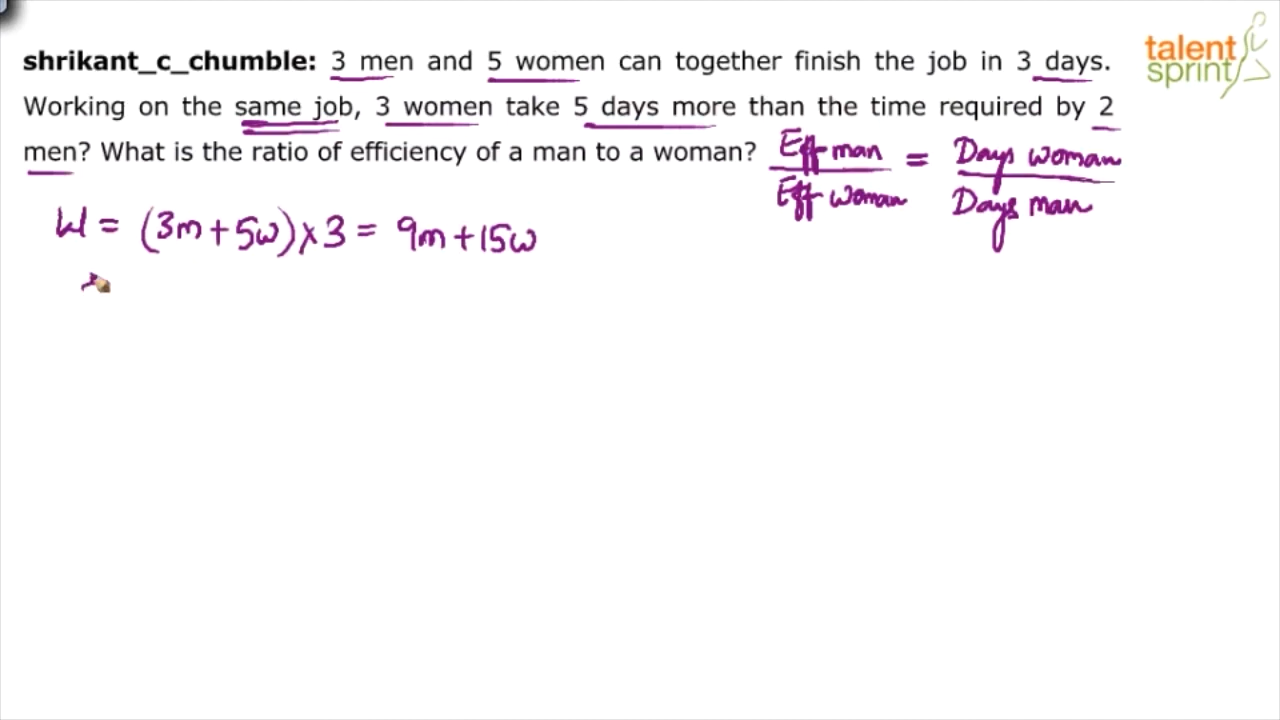 talent
sprint
shrikant_c_chumble: 3 men and 5 women can together finish the job in 3 days.
Working on the same job, 3 women take 5 days more than the time required by 2
men? What is the ratio of efficiency of a man to a woman?
Eff man / Eff woman = Days woman / Days man
W = (3m + 5w) x 3 = 9m + 15w